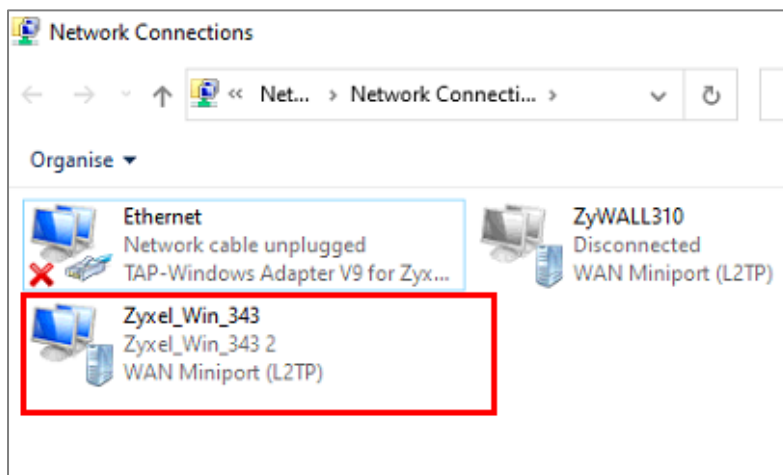 Network Connections
« Net... › Network Connecti... ›
Organise
Ethernet
Network cable unplugged
TAP-Windows Adapter V9 for Zyx...
ZyWALL310
Disconnected
WAN Miniport (L2TP)
Zyxel_Win_343
Zyxel_Win_343 2
WAN Miniport (L2TP)